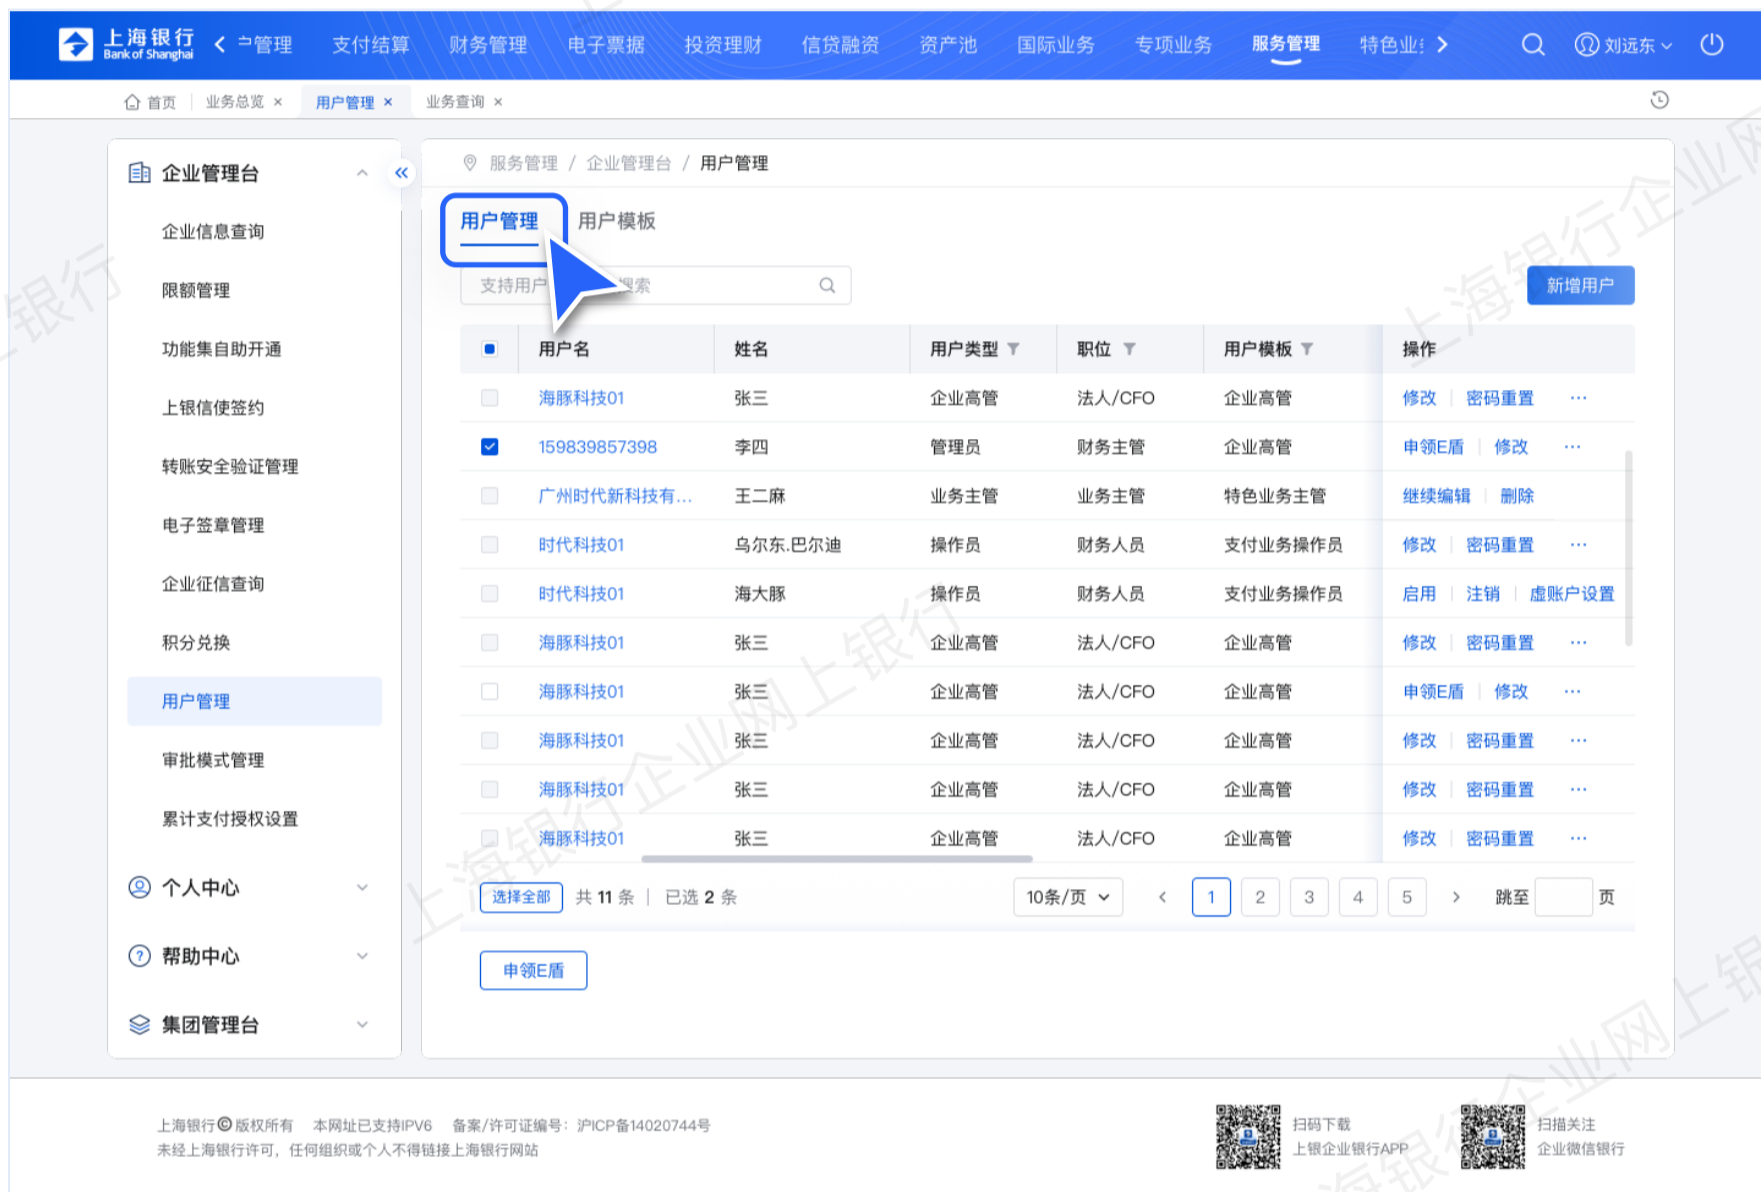 上海银行
Bank of Shanghai
户管理 支付结算 财务管理 电子票据 投资理财 信贷融资 资产池 国际业务 专项业务 服务管理 特色业 刘远东
首页 业务总览 × 用户管理 × 业务查询 ×
企业管理台
企业信息查询
限额管理
功能集自助开通
上银信使签约
转账安全验证管理
电子签章管理
企业征信查询
积分兑换
用户管理
审批模式管理
累计支付授权设置
个人中心
帮助中心
集团管理台
服务管理 / 企业管理台 / 用户管理
用户管理 用户模板
支持用户 搜索
新增用户
用户名 姓名 用户类型 职位 用户模板 操作
海豚科技01 张三 企业高管 法人/CFO 企业高管 修改 密码重置 ···
159839857398 李四 管理员 财务主管 企业高管 申领E盾 修改 ···
广州时代新科技有... 王二麻 业务主管 业务主管 特色业务主管 继续编辑 删除
时代科技01 乌尔东.巴尔迪 操作员 财务人员 支付业务操作员 修改 密码重置 ···
时代科技01 海大豚 操作员 财务人员 支付业务操作员 启用 注销 虚账户设置
海豚科技01 张三 企业高管 法人/CFO 企业高管 修改 密码重置 ···
海豚科技01 张三 企业高管 法人/CFO 企业高管 申领E盾 修改 ···
海豚科技01 张三 企业高管 法人/CFO 企业高管 修改 密码重置 ···
海豚科技01 张三 企业高管 法人/CFO 企业高管 修改 密码重置 ···
海豚科技01 张三 企业高管 法人/CFO 企业高管 修改 密码重置 ···
选择全部 共 11 条 | 已选 2 条 10条/页 < 1 2 3 4 5 > 跳至 页
申领E盾
上海银行©版权所有 本网址已支持IPV6 备案/许可证编号：沪ICP备14020744号
未经上海银行许可，任何组织或个人不得链接上海银行网站
扫码下载
上银企业银行APP
扫描关注
企业微信银行
上海银行企业网上银行